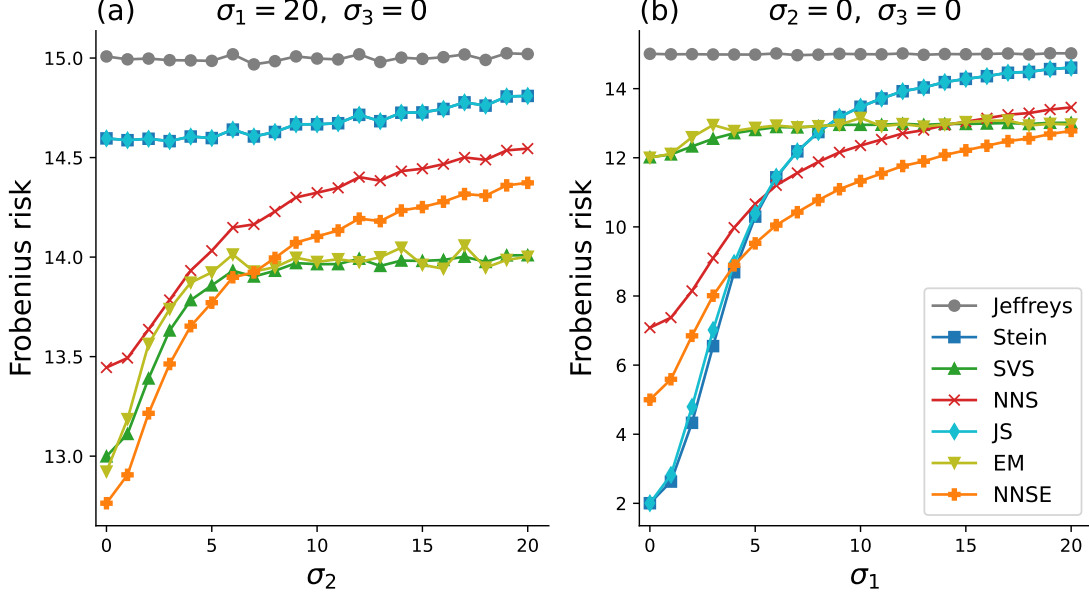 (a) σ₁ = 20, σ₃ = 0
Frobenius risk
15.0
14.5
14.0
13.5
13.0
0 5 10 15 20
σ₂
(b) σ₂ = 0, σ₃ = 0
Frobenius risk
14
12
10
8
6
4
2
0 5 10 15 20
σ₁
Jeffreys
Stein
SVS
NNS
JS
EM
NNSE